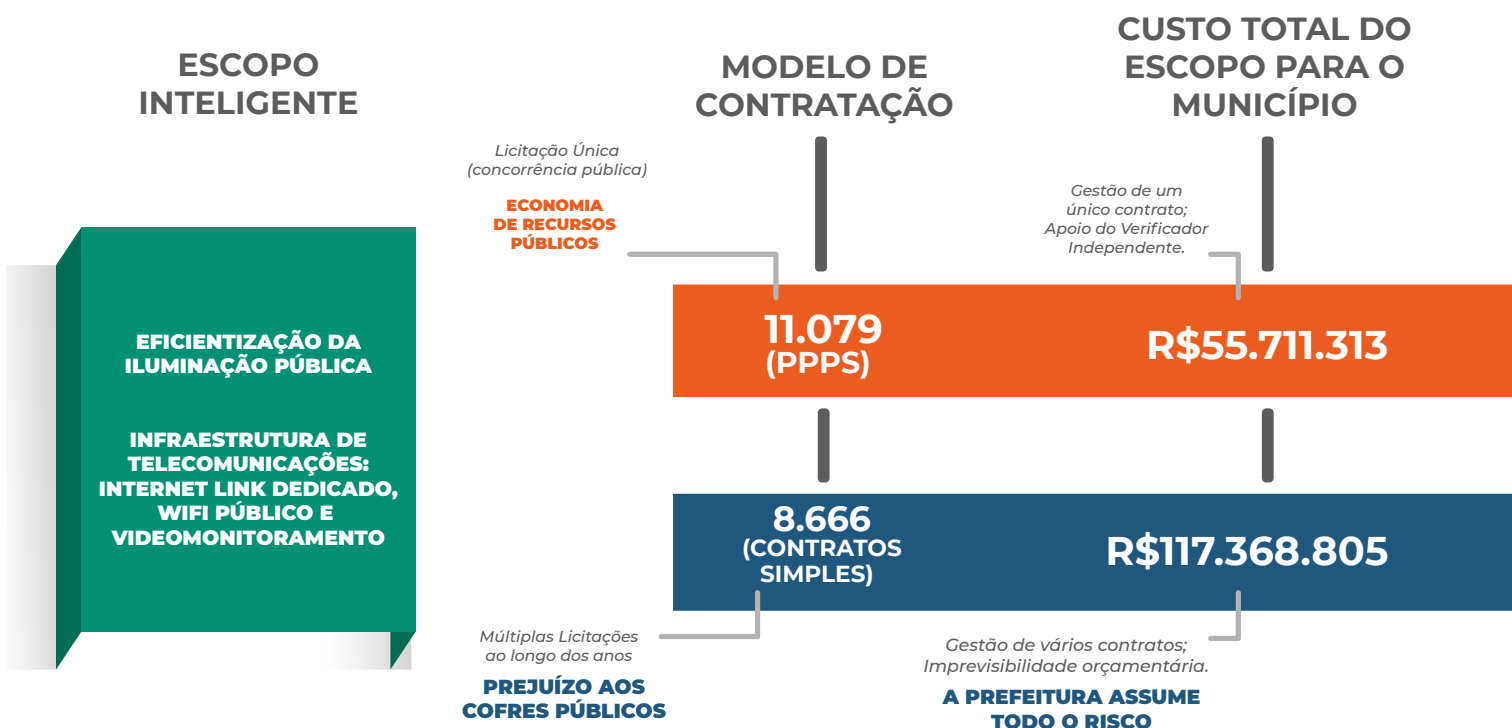 ESCOPO
INTELIGENTE
MODELO DE
CONTRATAÇÃO
CUSTO TOTAL DO
ESCOPO PARA O
MUNICÍPIO
Licitação Única
(concorrência pública)
ECONOMIA
DE RECURSOS
PÚBLICOS
Gestão de um
único contrato;
Apoio do Verificador
Independente.
EFICIENTIZAÇÃO DA
ILUMINAÇÃO PÚBLICA
INFRAESTRUTURA DE
TELECOMUNICAÇÕES:
INTERNET LINK DEDICADO,
WIFI PÚBLICO E
VIDEOMONITORAMENTO
11.079
(PPPS)
R$55.711.313
8.666
(CONTRATOS
SIMPLES)
R$117.368.805
Múltiplas Licitações
ao longo dos anos
PREJUÍZO AOS
COFRES PÚBLICOS
Gestão de vários contratos;
Imprevisibilidade orçamentária.
A PREFEITURA ASSUME
TODO O RISCO